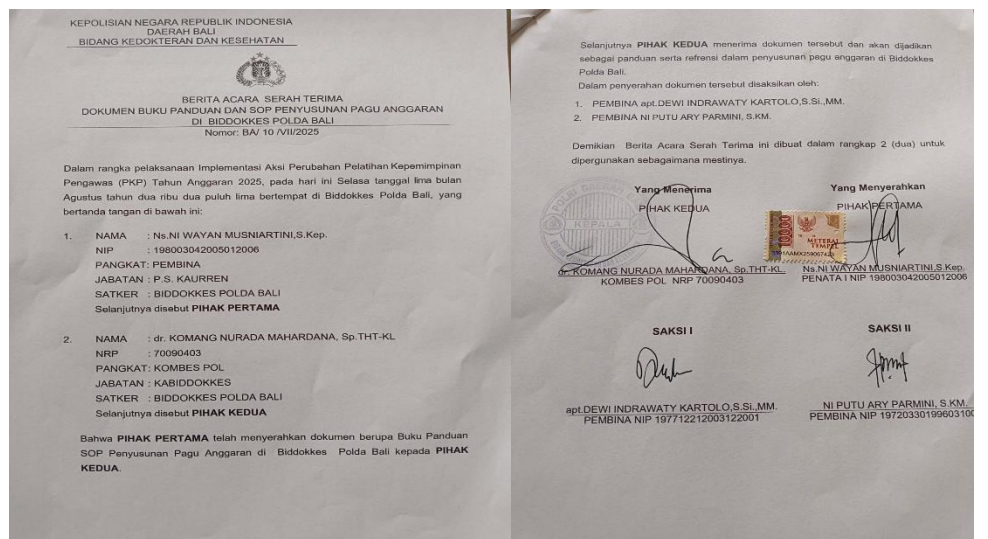 KEPOLISIAN NEGARA REPUBLIK INDONESIA
DAERAH BALI
BIDANG KEDOKTERAN DAN KESEHATAN
BERITA ACARA SERAH TERIMA
DOKUMEN BUKU PANDUAN DAN SOP PENYUSUNAN PAGU ANGGARAN
DI BIDDOKKES POLDA BALI
Nomor: BA/ 10 /VII/2025
Dalam rangka pelaksanaan Implementasi Aksi Perubahan Pelatihan Kepemimpinan
Pengawas (PKP) Tahun Anggaran 2025, pada hari ini Selasa tanggal lima bulan
Agustus tahun dua ribu dua puluh lima bertempat di Biddokkes Polda Bali, yang
bertanda tangan di bawah ini:
1. NAMA : Ns.NI WAYAN MUSNIARTINI,S.Kep.
NIP : 198003042005012006
PANGKAT: PEMBINA
JABATAN : P.S. KAURREN
SATKER : BIDDOKKES POLDA BALI
Selanjutnya disebut PIHAK PERTAMA
2. NAMA : dr. KOMANG NURADA MAHARDANA, Sp.THT-KL
NRP : 70090403
PANGKAT: KOMBES POL
JABATAN : KABIDDOKKES
SATKER : BIDDOKKES POLDA BALI
Selanjutnya disebut PIHAK KEDUA
Bahwa PIHAK PERTAMA telah menyerahkan dokumen berupa Buku Panduan
SOP Penyusunan Pagu Anggaran di Biddokkes Polda Bali kepada PIHAK
KEDUA.
Selanjutnya PIHAK KEDUA menerima dokumen tersebut dan akan dijadikan
sebagai panduan serta refrensi dalam penyusunan pagu anggaran di Biddokkes
Polda Bali.
Dalam penyerahan dokumen tersebut disaksikan oleh:
1. PEMBINA apt.DEWI INDRAWATY KARTOLO,S.Si.,MM.
2. PEMBINA NI PUTU ARY PARMINI, S.KM.
Demikian Berita Acara Serah Terima ini dibuat dalam rangkap 2 (dua) untuk
dipergunakan sebagaimana mestinya.
Yang Menerima
PIHAK KEDUA
KEPALA
dr. KOMANG NURADA MAHARDANA, Sp.THT-KL.
KOMBES POL NRP 70090403
Yang Menyerahkan
PIHAK PERTAMA
10000
METERAI
TEMPEL
Ns.NI WAYAN MUSNIARTINI,S.Kep.
PENATA I NIP 198003042005012006
SAKSI I
apt.DEWI INDRAWATY KARTOLO,S.Si.,MM.
PEMBINA NIP 197712212003122001
SAKSI II
NI PUTU ARY PARMINI, S.KM.
PEMBINA NIP 19720330199603100